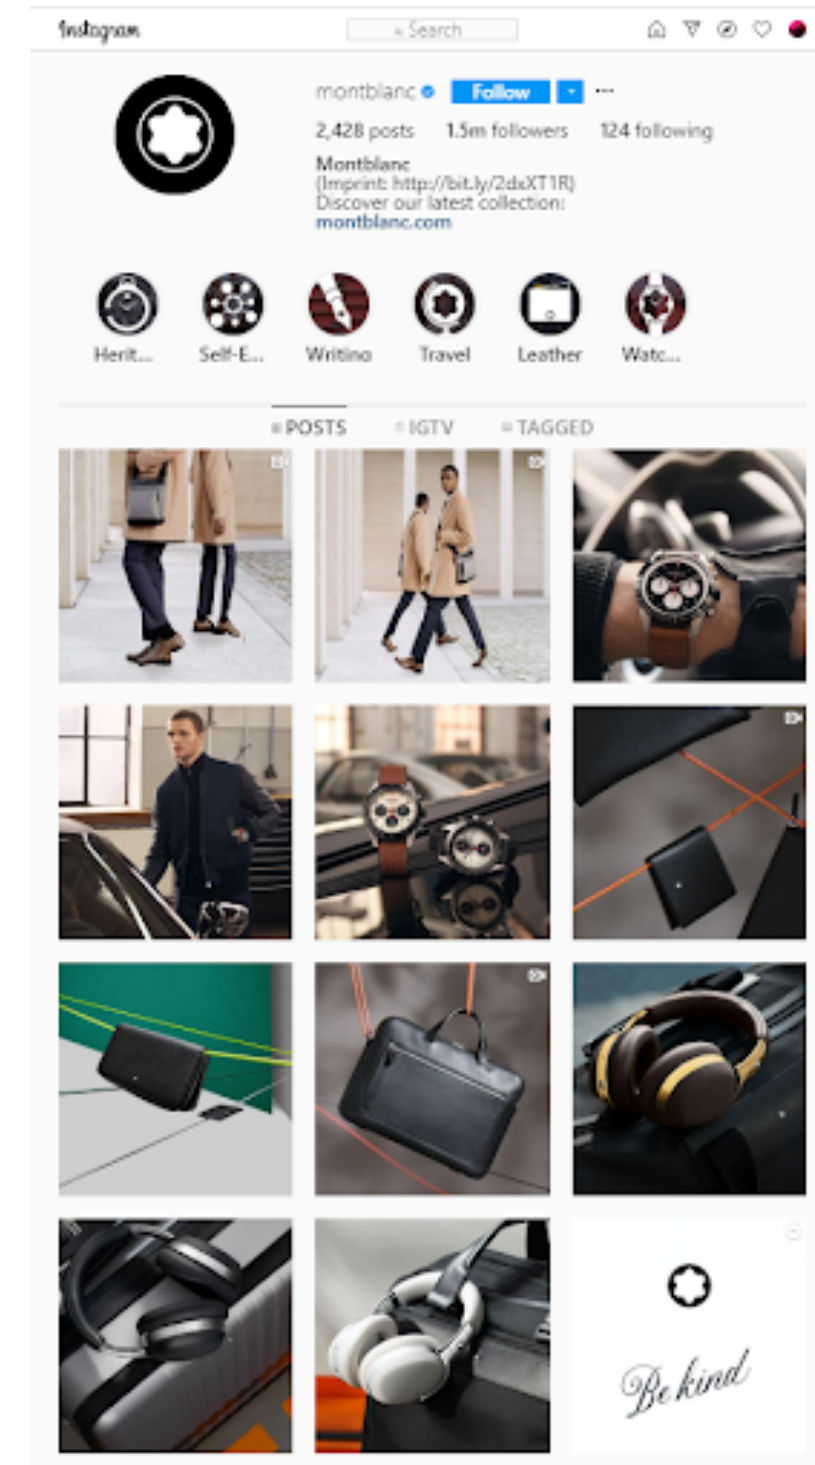 Instagram
Search
montblanc
Follow
2,428 posts 1.5m followers 124 following
Montblanc
(Imprint: http://bit.ly/2dxXT1R)
Discover our latest collection:
montblanc.com
Herit... Self-E... Writing Travel Leather Watc...
POSTS IGTV TAGGED
Be kind